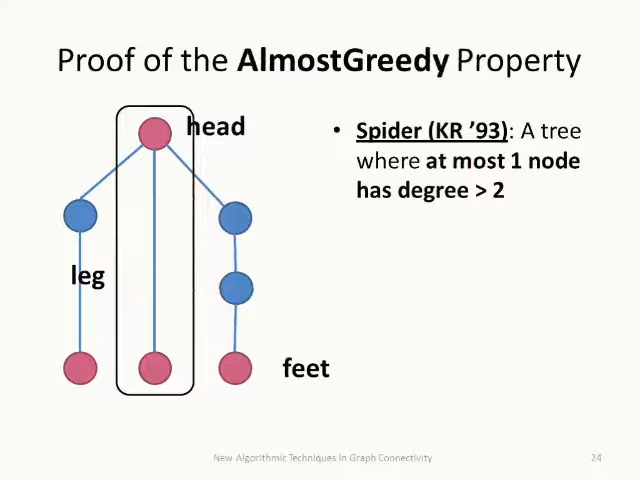 Proof of the AlmostGreedy Property
head
• Spider (KR ’93): A tree
where at most 1 node
has degree > 2
leg
feet
New Algorithmic Techniques in Graph Connectivity
24